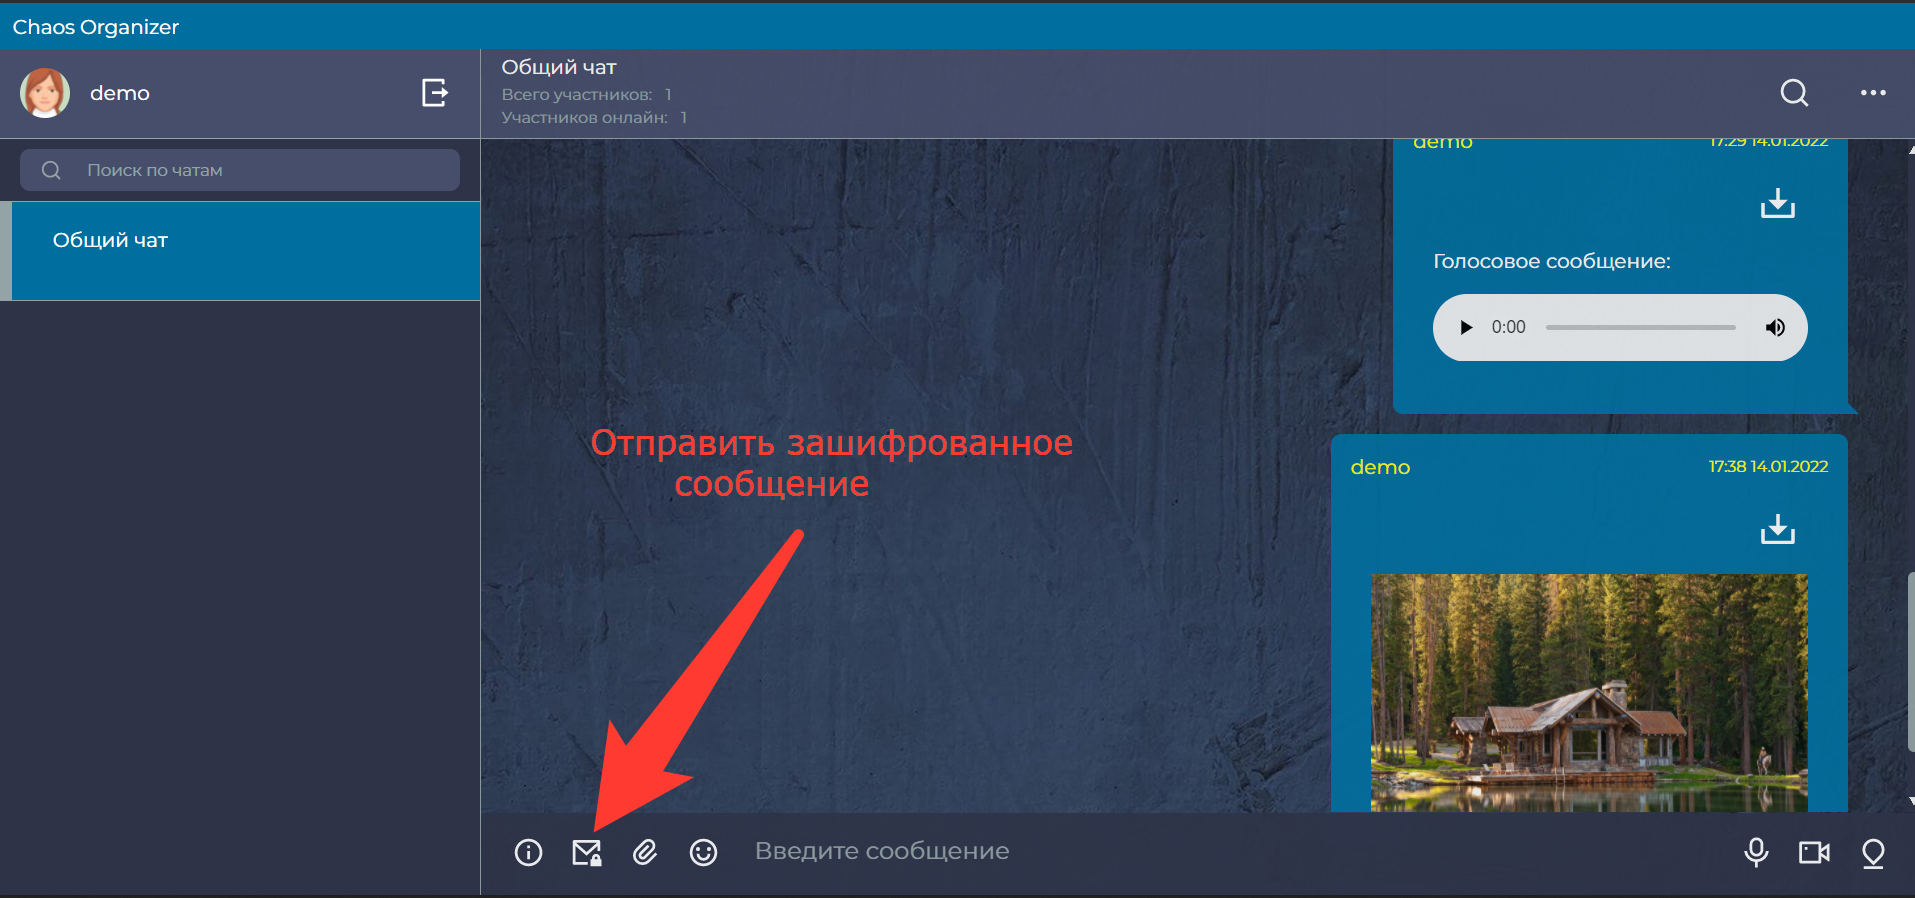 Chaos Organizer
demo
Общий чат
Всего участников: 1
Участников онлайн: 1
Поиск по чатам
Общий чат
demo 17:29 14.01.2022
Голосовое сообщение:
0:00
Отправить зашифрованное
сообщение
demo 17:38 14.01.2022
Введите сообщение